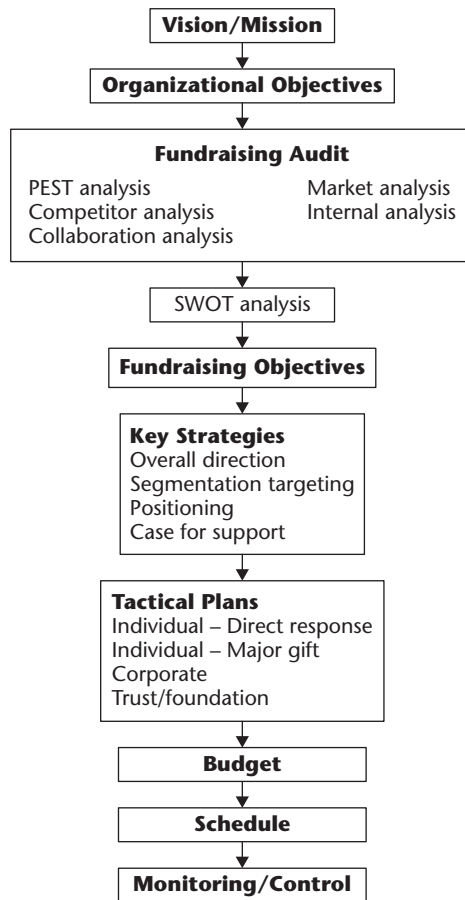 Vision/Mission
Organizational Objectives
Fundraising Audit
PEST analysis
Competitor analysis
Collaboration analysis
Market analysis
Internal analysis
SWOT analysis
Fundraising Objectives
Key Strategies
Overall direction
Segmentation targeting
Positioning
Case for support
Tactical Plans
Individual – Direct response
Individual – Major gift
Corporate
Trust/foundation
Budget
Schedule
Monitoring/Control